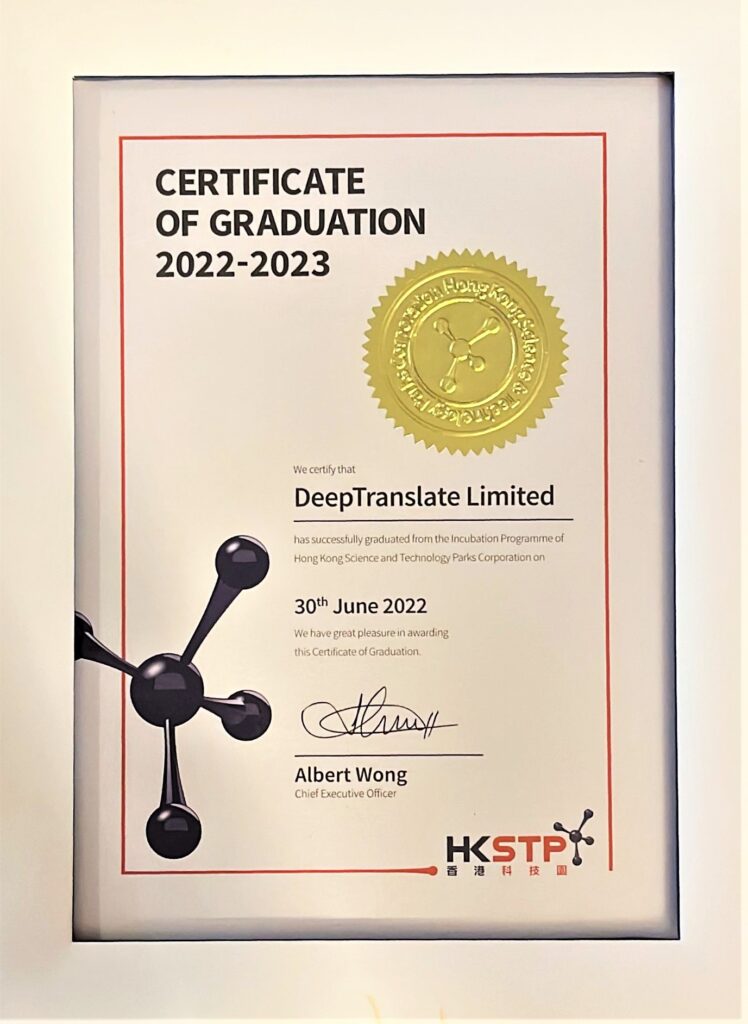 CERTIFICATE
OF GRADUATION
2022-2023
Hong Kong Science & Technology Parks Corporation
We certify that
DeepTranslate Limited
has successfully graduated from the Incubation Programme of
Hong Kong Science and Technology Parks Corporation on
30th June 2022
We have great pleasure in awarding
this Certificate of Graduation.
Albert Wong
Chief Executive Officer
HKSTP
香港科技園